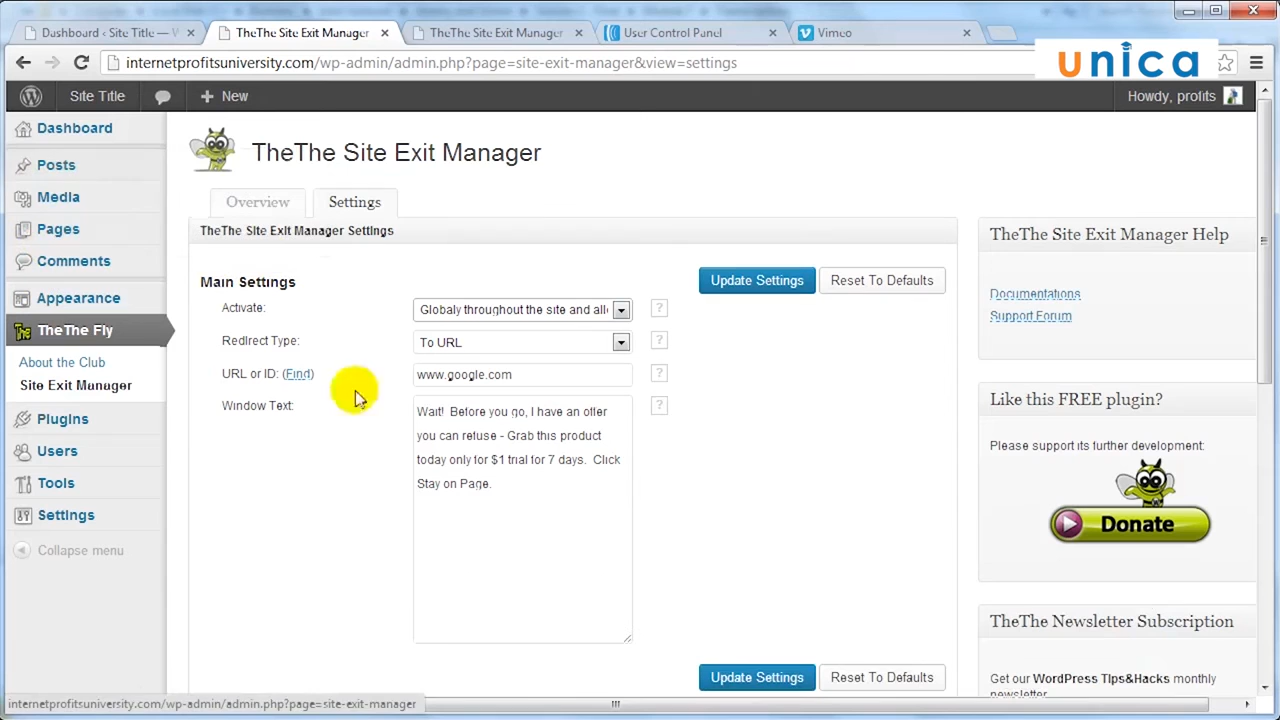 Dashboard ‹ Site Title — W
TheThe Site Exit Manager
TheThe Site Exit Manager
User Control Panel
Vimeo
internetprofitsuniversity.com/wp-admin/admin.php?page=site-exit-manager&view=settings
unica
Site Title
+ New
Howdy, profits
Dashboard
Posts
Media
Pages
Comments
Appearance
TheThe Fly
About the Club
Site Exit Manager
Plugins
Users
Tools
Settings
Collapse menu
TheThe Site Exit Manager
Overview
Settings
TheThe Site Exit Manager Settings
Main Settings
Update Settings
Reset To Defaults
Activate:
Globaly throughout the site and all
?
Redirect Type:
To URL
?
URL or ID: (Find)
www.google.com
?
Window Text:
?
Wait! Before you go, I have an offer
you can refuse - Grab this product
today only for $1 trial for 7 days. Click
Stay on Page.
Update Settings
Reset To Defaults
TheThe Site Exit Manager Help
Documentations
Support Forum
Like this FREE plugin?
Please support its further development:
Donate
TheThe Newsletter Subscription
Get our WordPress Tips&Hacks monthly
newsletter
internetprofitsuniversity.com/wp-admin/admin.php?page=site-exit-manager